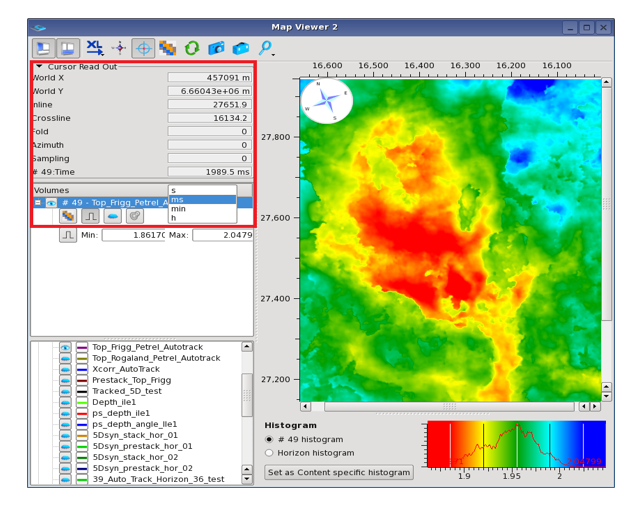 Map Viewer 2
Cursor Read Out
World X 457091 m
World Y 6.66043e+06 m
Inline 27651.9
Crossline 16134.2
Fold 0
Azimuth 0
Sampling 0
# 49:Time 1989.5 ms
Volumes
s
ms
min
h
# 49 - Top_Frigg_Petrel_A
Min: 1.8617( Max: 2.0479
Top_Frigg_Petrel_Autotrack
Top_Rogaland_Petrel_Autotrack
Xcorr_AutoTrack
Prestack_Top_Frigg
Tracked_5D_test
Depth_ile1
ps_depth_ile1
ps_depth_angle_lle1
5Dsyn_stack_hor_01
5Dsyn_prestack_hor_01
5Dsyn_stack_hor_02
5Dsyn_prestack_hor_02
39_Auto_Track_Horizon_36_test
16,600 16,500 16,400 16,300 16,200 16,100
N
E
W
S
27,800
27,600
27,400
27,200
Histogram
# 49 histogram
Horizon histogram
Set as Content specific histogram
1.9 1.95 2